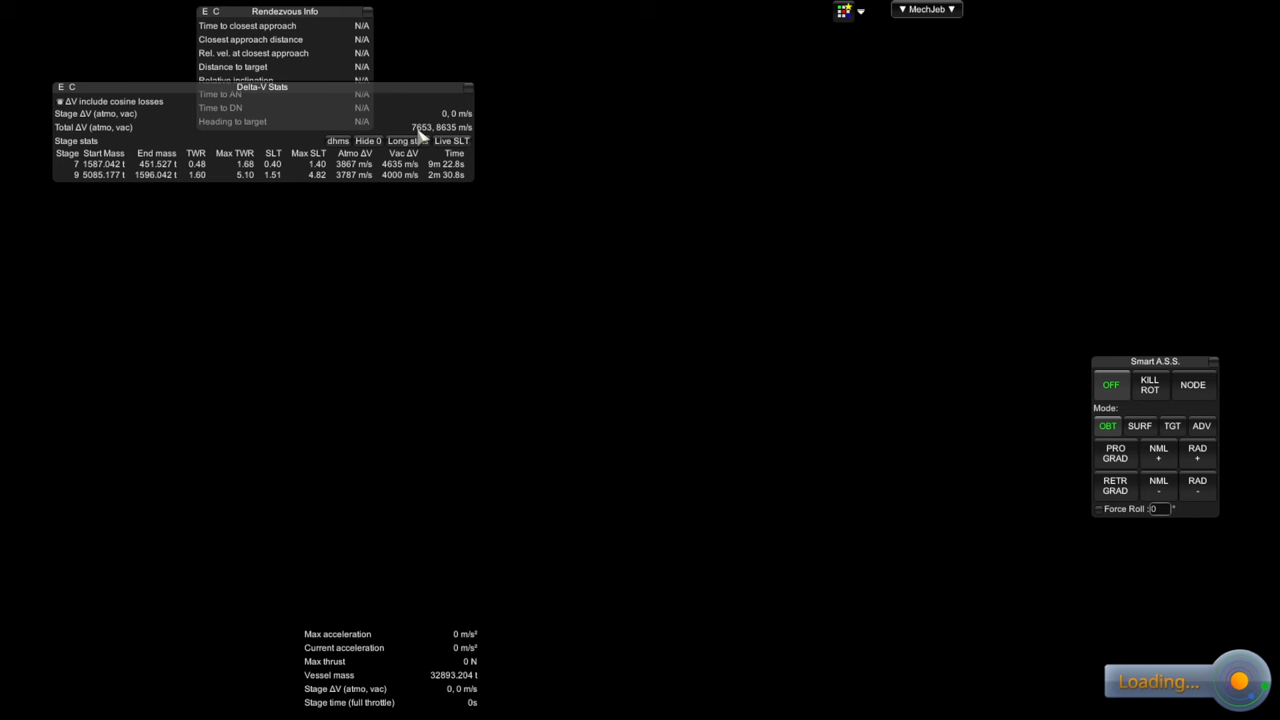 E C Rendezvous Info
Time to closest approach N/A
Closest approach distance N/A
Rel. vel. at closest approach N/A
Distance to target N/A
Relative inclination N/A
E C Delta-V Stats
Time to AN N/A
ΔV include cosine losses
Time to DN N/A
Stage ΔV (atmo, vac) 0, 0 m/s
Heading to target N/A
Total ΔV (atmo, vac) 7653, 8635 m/s
Stage stats dhms Hide 0 Long Live SLT
Stage Start Mass End mass TWR Max TWR SLT Max SLT Atmo ΔV Vac ΔV Time
7 1587.042 t 451.527 t 0.48 1.68 0.40 1.40 3867 m/s 4635 m/s 9m 22.8s
9 5085.177 t 1596.042 t 1.60 5.10 1.51 4.82 3787 m/s 4000 m/s 2m 30.8s
▼ MechJeb ▼
Smart A.S.S.
OFF KILL ROT NODE
Mode:
OBT SURF TGT ADV
PRO GRAD NML + RAD +
RETR GRAD NML - RAD -
Force Roll : 0 °
Max acceleration 0 m/s²
Current acceleration 0 m/s²
Max thrust 0 N
Vessel mass 32893.204 t
Stage ΔV (atmo, vac) 0, 0 m/s
Stage time (full throttle) 0s
Loading...